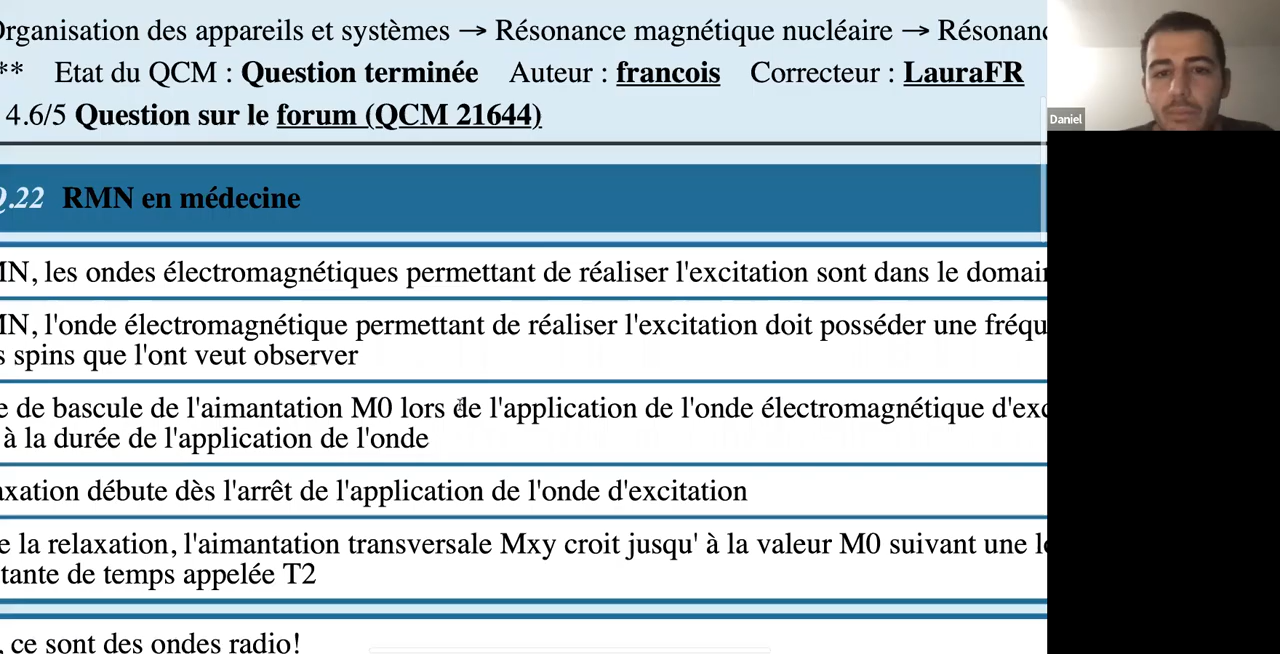 Organisation des appareils et systèmes → Résonance magnétique nucléaire → Résonanc
** Etat du QCM : Question terminée Auteur : francois Correcteur : LauraFR
4.6/5 Question sur le forum (QCM 21644)
Daniel
Q.22 RMN en médecine
MN, les ondes électromagnétiques permettant de réaliser l'excitation sont dans le domain
MN, l'onde électromagnétique permettant de réaliser l'excitation doit posséder une fréqu
s spins que l'ont veut observer
e de bascule de l'aimantation M0 lors de l'application de l'onde électromagnétique d'exc
à la durée de l'application de l'onde
axation débute dès l'arrêt de l'application de l'onde d'excitation
e la relaxation, l'aimantation transversale Mxy croit jusqu' à la valeur M0 suivant une lo
tante de temps appelée T2
, ce sont des ondes radio!